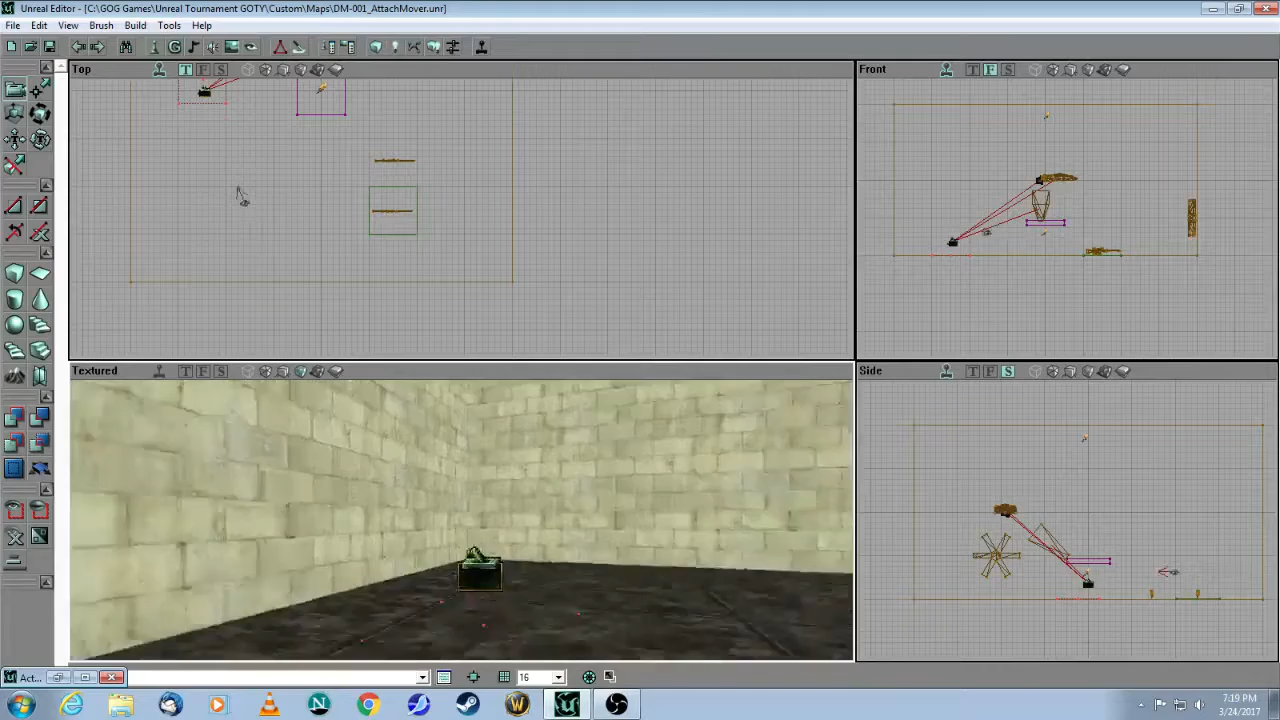 Unreal Editor - [C:\GOG Games\Unreal Tournament GOTY\Custom\Maps\DM-001_AttachMover.unr]
File Edit View Brush Build Tools Help
Top T F S
Front T F S
Textured T F S
Side T F S
Act... 16
7:19 PM
3/24/2017